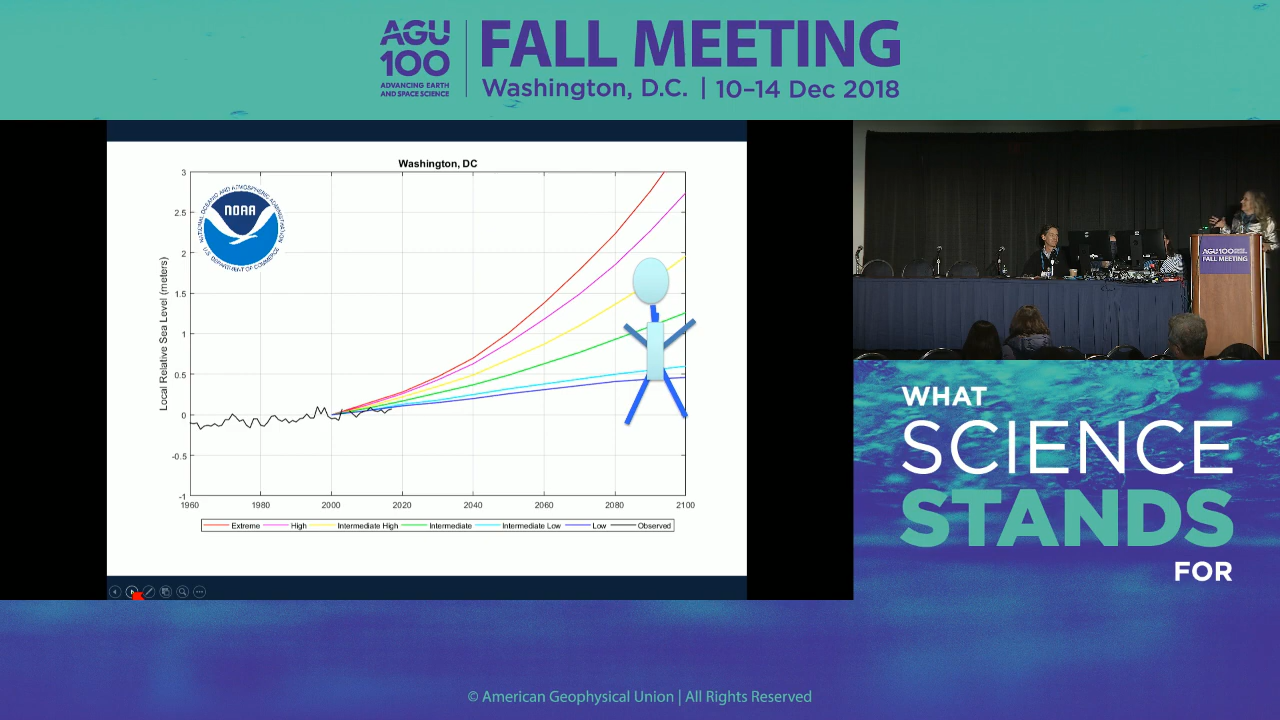 AGU
100
ADVANCING EARTH
AND SPACE SCIENCE
FALL MEETING
Washington, D.C. | 10–14 Dec 2018
Washington, DC
3
2.5
2
1.5
1
0.5
0
-0.5
-1
Local Relative Sea Level (meters)
NATIONAL OCEANIC AND ATMOSPHERIC ADMINISTRATION
NOAA
U.S. DEPARTMENT OF COMMERCE
1960 1980 2000 2020 2040 2060 2080 2100
Extreme High Intermediate High Intermediate Intermediate Low Low Observed
AGU100
FALL MEETING
WHAT
SCIENCE
STANDS
FOR
© American Geophysical Union | All Rights Reserved